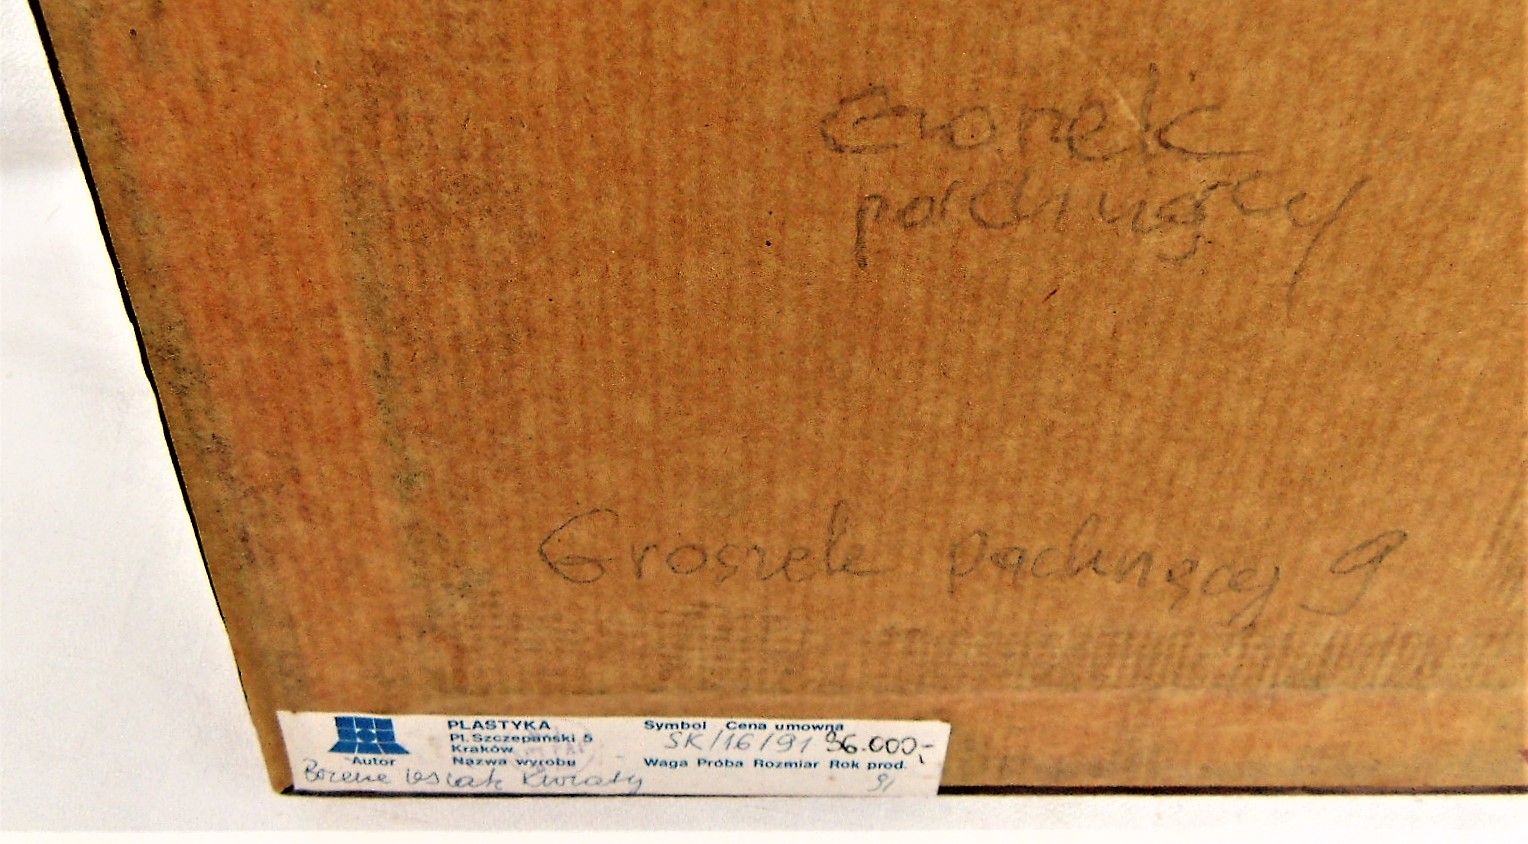 Groszek
pachnący
Groszek pachnący 9
PLASTYKA
Pl. Szczepański 5
Kraków
Autor Nazwa wyrobu
Kwiaty
Symbol Cena umowna
SK/16/91 96.000,-
Waga Próba Rozmiar Rok prod.
91